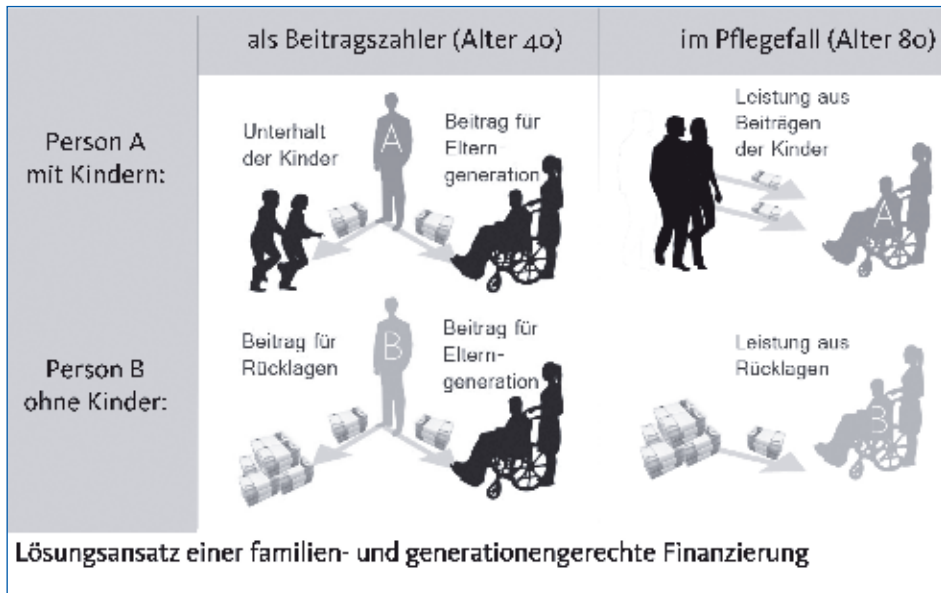 als Beitragszahler (Alter 40)
im Pflegefall (Alter 80)
Person A
mit Kindern:
Unterhalt
der Kinder
A
Beitrag für
Eltern-
generation
Leistung aus
Beiträgen
der Kinder
A
Person B
ohne Kinder:
Beitrag für
Rücklagen
B
Beitrag für
Eltern-
generation
Leistung aus
Rücklagen
B
Lösungsansatz einer familien- und generationengerechte Finanzierung